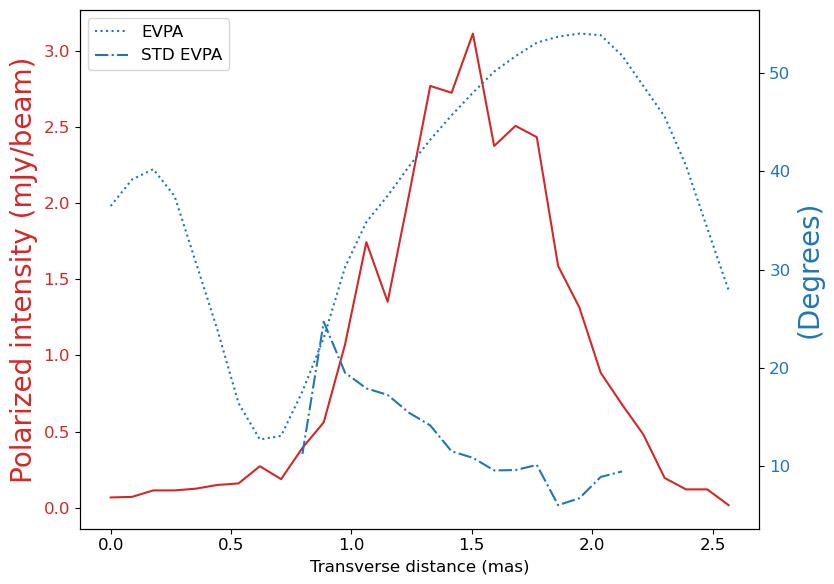 EVPA
STD EVPA
Polarized intensity (mJy/beam)
3.0
2.5
2.0
1.5
1.0
0.5
0.0
50
40
30
20
10
(Degrees)
0.0 0.5 1.0 1.5 2.0 2.5
Transverse distance (mas)